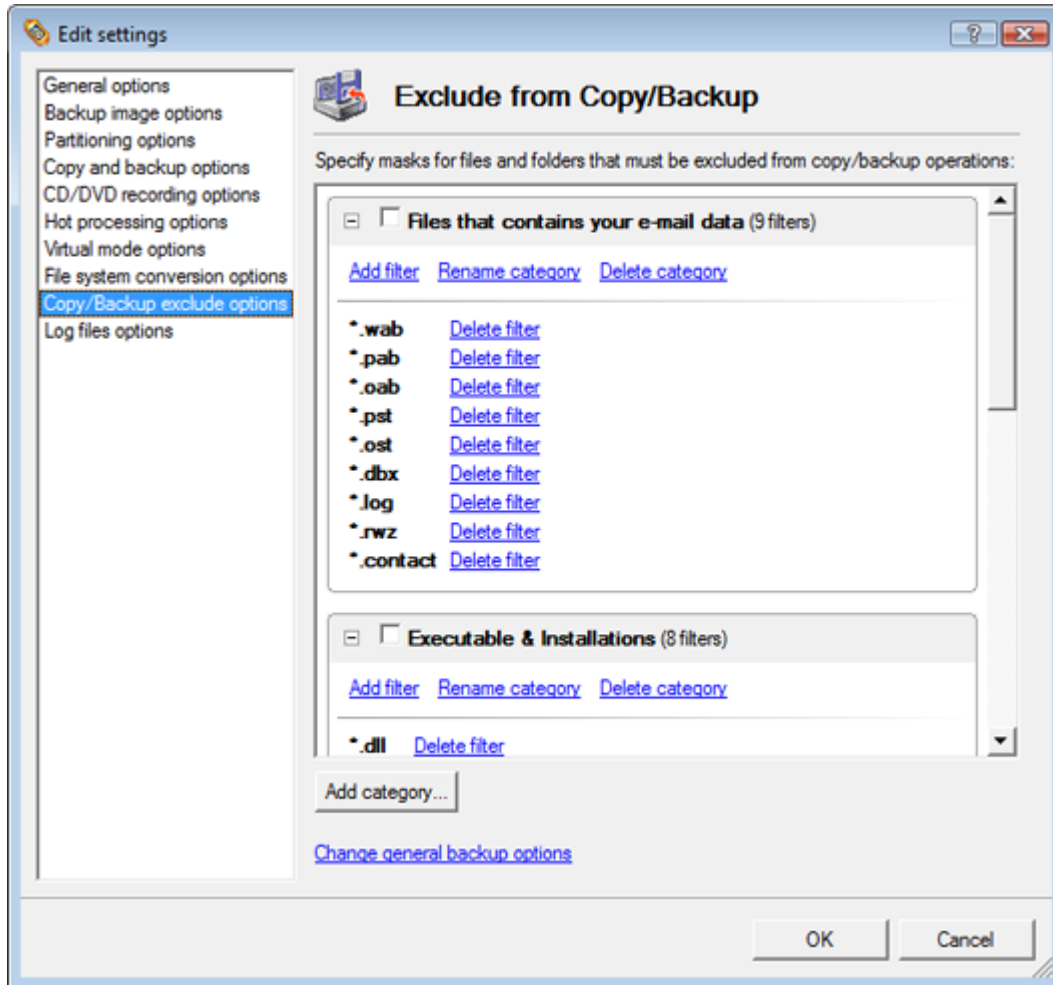 Edit settings
General options
Backup image options
Partitioning options
Copy and backup options
CD/DVD recording options
Hot processing options
Virtual mode options
File system conversion options
Copy/Backup exclude options
Log files options
Exclude from Copy/Backup
Specify masks for files and folders that must be excluded from copy/backup operations:
Files that contains your e-mail data (9 filters)
Add filter Rename category Delete category
*.wab Delete filter
*.pab Delete filter
*.oab Delete filter
*.pst Delete filter
*.ost Delete filter
*.dbx Delete filter
*.log Delete filter
*.rwz Delete filter
*.contact Delete filter
Executable & Installations (8 filters)
Add filter Rename category Delete category
*.dll Delete filter
Add category...
Change general backup options
OK Cancel